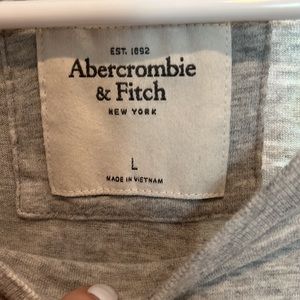 EST. 1892
Abercrombie
& Fitch
NEW YORK
L
MADE IN VIETNAM